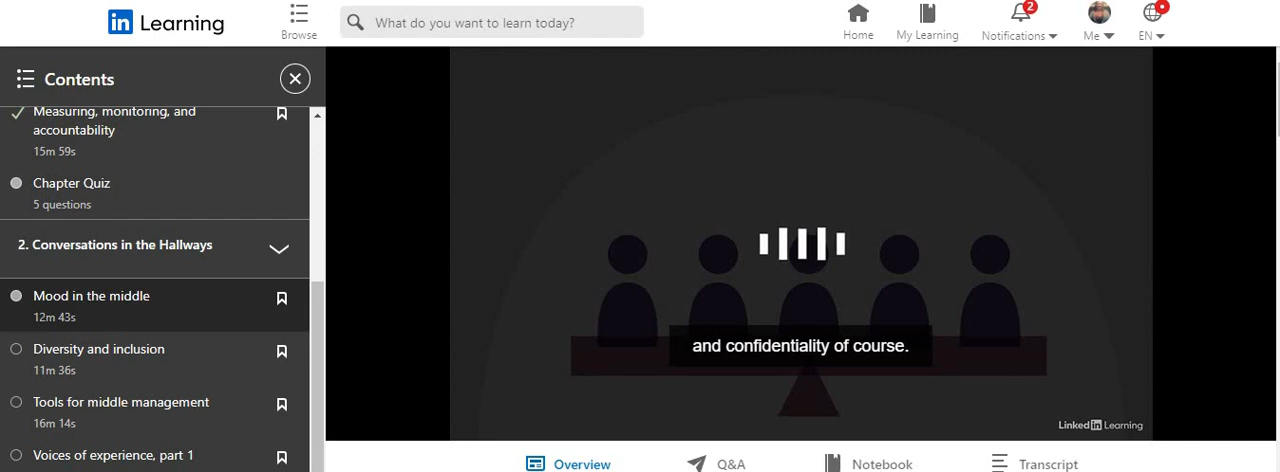 in Learning
Browse
What do you want to learn today?
Home
My Learning
2
Notifications
Me
EN
Contents
Measuring, monitoring, and
accountability
15m 59s
Chapter Quiz
5 questions
2. Conversations in the Hallways
Mood in the middle
12m 43s
Diversity and inclusion
11m 36s
Tools for middle management
16m 14s
Voices of experience, part 1
and confidentiality of course.
Linked in Learning
Overview
Q&A
Notebook
Transcript